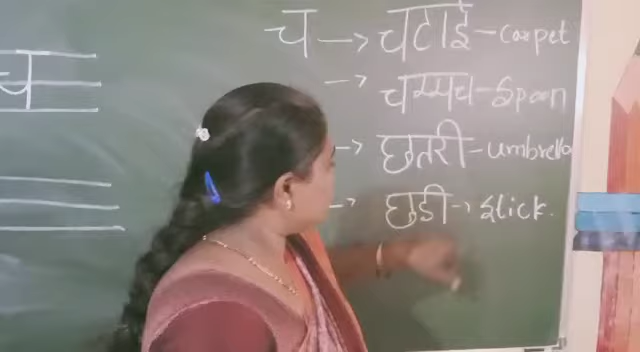 च
च → चटाई - carpet
→ चम्मच - spoon
→ छतरी - umbrella
→ छडी → stick.